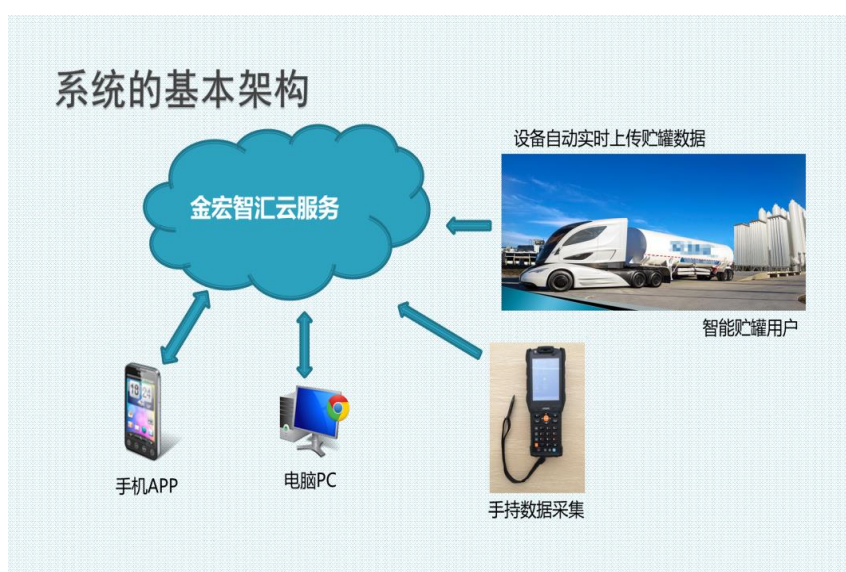 系统的基本架构
设备自动实时上传贮罐数据
金宏智汇云服务
智能贮罐用户
手机APP
电脑PC
手持数据采集